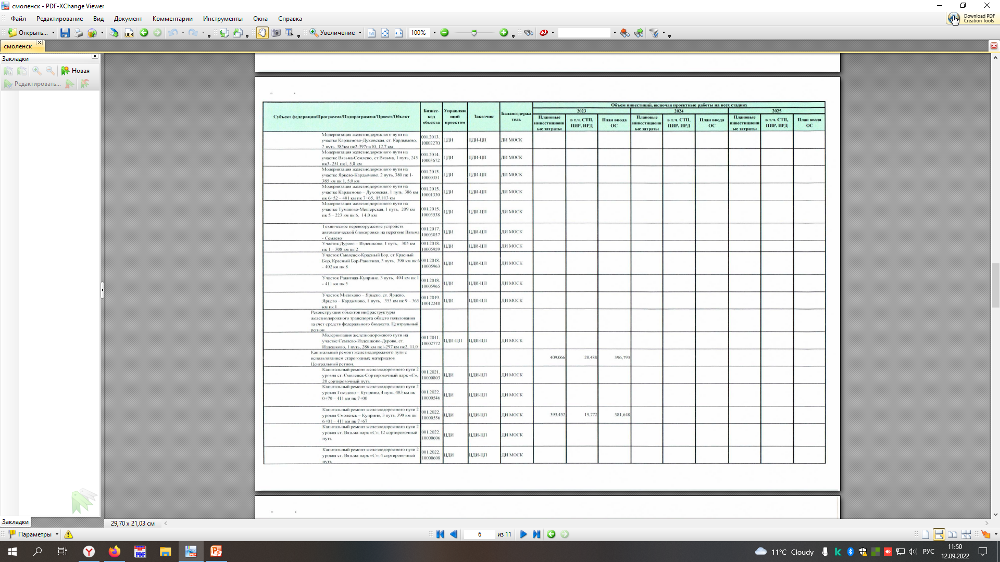 смоленск - PDF-XChange Viewer
Файл Редактирование Вид Документ Комментарии Инструменты Окна Справка
Download PDF
Creation Tools
Открыть... OCR Увеличение 100%
смоленск
Закладки
Новая
Редактировать...
Субъект федерации/Программа/Подпрограмма/Проект/Объект
Бизнес-
код
объекта
Управляю
щий
проектом
Заказчик
Балансодержа
тель
Объем инвестиций, включая проектные работы на всех стадиях
2023 2024 2025
Плановые
инвестиционн
ые затраты
в т.ч. СТП,
ПИР, ИРД
План ввода
ОС
Плановые
инвестиционн
ые затраты
в т.ч. СТП,
ПИР, ИРД
План ввода
ОС
Плановые
инвестиционн
ые затраты
в т.ч. СТП,
ПИР, ИРД
План ввода
ОС
Модернизация железнодорожного пути на
участке Кардымово-Духовская, ст. Кардымово,
2 путь, 385км пк2-397пк10, 12,7 км
001.2013.
10002270
ЦДИ ЦДИ-ЦП ДИ МОСК
Модернизация железнодорожного пути на
участке Вязьма-Семлево, ст.Вязьма, 1 путь, 245
пк3- 251 пк1, 5,8 км
001.2014.
10003672
ЦДИ ЦДИ-ЦП ДИ МОСК
Модернизация железнодорожного пути на
участке Ярцево-Кардымово, 2 путь, 380 пк 1-
385 км пк 1, 5,0 км
001.2015.
10000351
ЦДИ ЦДИ-ЦП ДИ МОСК
Модернизация железнодорожного пути на
участке Кардымово – Духовская, 1 путь, 386 км
пк 6+52 – 401 км пк 7+65, 15,113 км
001.2015.
10001330
ЦДИ ЦДИ-ЦП ДИ МОСК
Модернизация железнодорожного пути на
участке Туманово-Мещерская, 1 путь, 209 км
пк 5 – 223 км пк 6, 14,0 км
001.2015.
10003538
ЦДИ ЦДИ-ЦП ДИ МОСК
Техническое перевооружение устройств
автоматической блокировки на перегоне Вязьма
- Семлево
001.2017.
10003037
ЦДИ ЦДИ-ЦП ДИ МОСК
Участок Дурово – Издешково, 1 путь, 305 км
пк 1 – 308 км пк 2
001.2018.
10005959
ЦДИ ЦДИ-ЦП ДИ МОСК
Участок Смоленск-Красный Бор, ст.Красный
Бор, Красный Бор-Ракитная, 3 путь, 390 км пк 6
- 402 км пк 8
001.2018.
10005963
ЦДИ ЦДИ-ЦП ДИ МОСК
Участок Ракитная-Куприно, 3 путь, 404 км пк 1
- 411 км пк 5
001.2018.
10005965
ЦДИ ЦДИ-ЦП ДИ МОСК
Участок Милохово – Ярцево, ст. Ярцево,
Ярцево – Кардымово, 1 путь, 353 км пк 9 – 365
км пк 1
001.2019.
10012248
ЦДИ ЦДИ-ЦП ДИ МОСК
Реконструкция объектов инфраструктуры
железнодорожного транспорта общего пользования
за счет средств федерального бюджета. Центральный
регион
Модернизация железнодорожного пути на
участке Семлево-Издешково-Дурово, ст.
Издешково, 1 путь, 286 км пк1-297 км пк2, 11,0
001.2011.
10002772
ЦДИ-ЦП ЦДИ-ЦП ДИ МОСК
Капитальный ремонт железнодорожного пути с
использованием старогодных материалов.
Центральный регион.
409,066 20,488 396,793
Капитальный ремонт железнодорожного пути 2
уровня ст. Смоленск-Сортировочный парк «С»,
20 сортировочный путь
001.2021.
10000803
ЦДИ ЦДИ-ЦП ДИ МОСК
Капитальный ремонт железнодорожного пути 2
уровня Гнездово – Куприно, 4 путь, 403 км пк
0+70 – 411 км пк 7+00
001.2022.
10000546
ЦДИ ЦДИ-ЦП ДИ МОСК
Капитальный ремонт железнодорожного пути 2
уровня Смоленск – Куприно, 3 путь, 390 км пк
6+01 – 411 км пк 7+67
001.2022.
10000556
ЦДИ ЦДИ-ЦП ДИ МОСК 393,452 19,772 381,648
Капитальный ремонт железнодорожного пути 2
уровня ст. Вязьма парк «С», 12 сортировочный
путь
001.2022.
10000606
ЦДИ ЦДИ-ЦП ДИ МОСК
Капитальный ремонт железнодорожного пути 2
уровня ст. Вязьма парк «С», 4 сортировочный
путь
001.2022.
10000608
ЦДИ ЦДИ-ЦП ДИ МОСК
Закладки
29,70 x 21,03 см
Параметры
6 из 11
11°C Cloudy РУС
11:50
12.09.2022